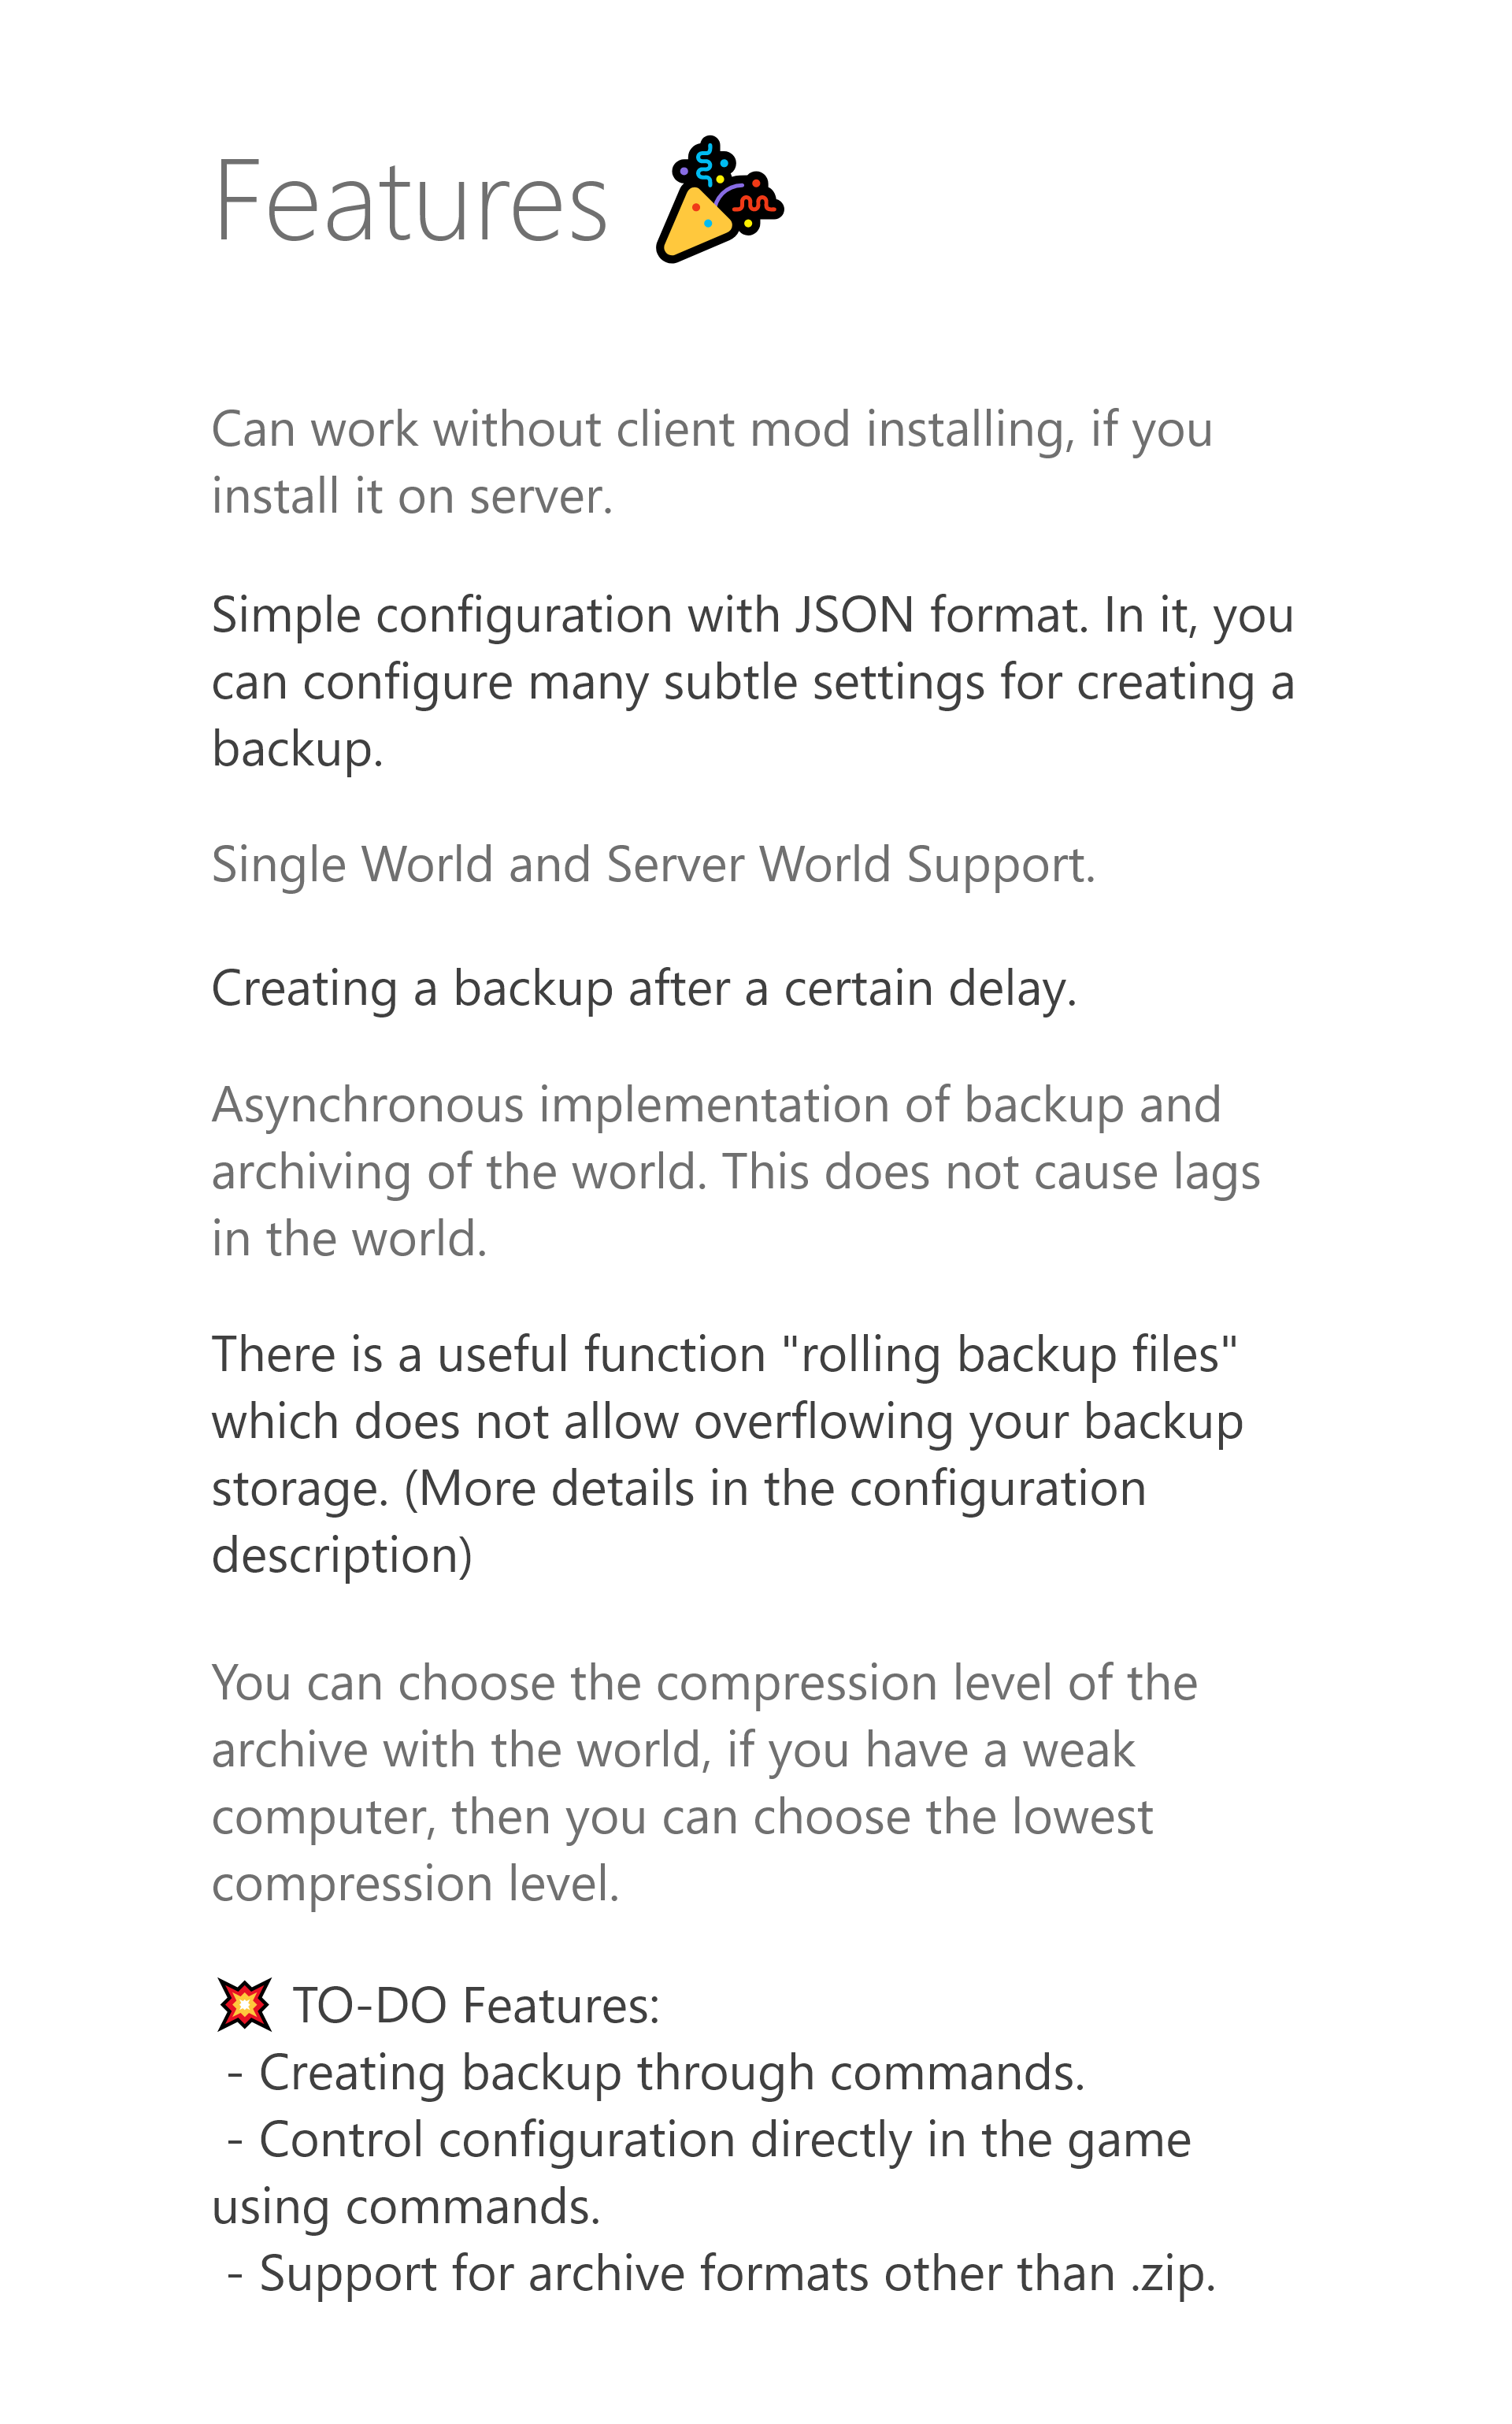 Features 🎉
Can work without client mod installing, if you
install it on server.
Simple configuration with JSON format. In it, you
can configure many subtle settings for creating a
backup.
Single World and Server World Support.
Creating a backup after a certain delay.
Asynchronous implementation of backup and
archiving of the world. This does not cause lags
in the world.
There is a useful function "rolling backup files"
which does not allow overflowing your backup
storage. (More details in the configuration
description)
You can choose the compression level of the
archive with the world, if you have a weak
computer, then you can choose the lowest
compression level.
💥 TO-DO Features:
- Creating backup through commands.
- Control configuration directly in the game
using commands.
- Support for archive formats other than .zip.